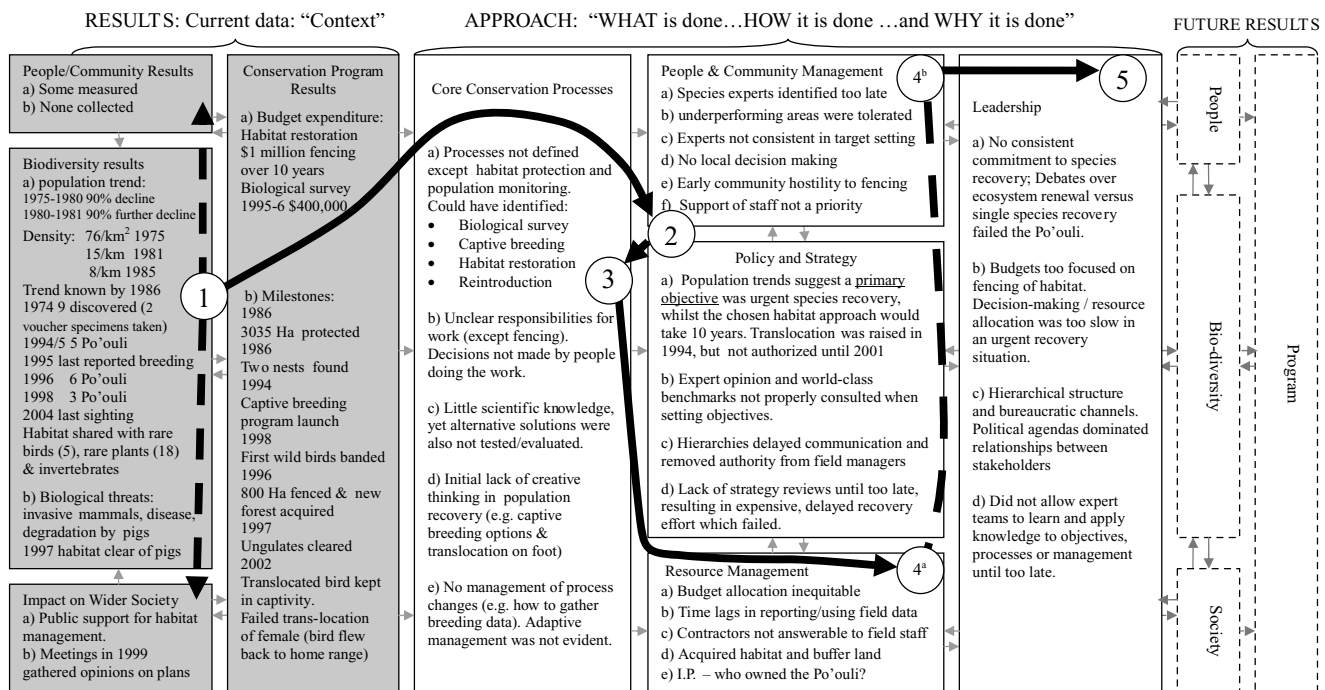 RESULTS: Current data: “Context”
APPROACH: “WHAT is done…HOW it is done …and WHY it is done”
FUTURE RESULTS
People/Community Results
a) Some measured
b) None collected
Biodiversity results
a) population trend:
1975-1980 90% decline
1980-1981 90% further decline
Density: 76/km² 1975
15/km 1981
8/km 1985
Trend known by 1986
1974 9 discovered (2
voucher specimens taken)
1994/5 5 Po’ouli
1995 last reported breeding
1996 6 Po’ouli
1998 3 Po’ouli
2004 last sighting
Habitat shared with rare
birds (5), rare plants (18)
& invertebrates
b) Biological threats:
invasive mammals, disease,
degradation by pigs
1997 habitat clear of pigs
Impact on Wider Society
a) Public support for habitat
management.
b) Meetings in 1999
gathered opinions on plans
1
Conservation Program
Results
a) Budget expenditure:
Habitat restoration
$1 million fencing
over 10 years
Biological survey
1995-6 $400,000
b) Milestones:
1986
3035 Ha protected
1986
Two nests found
1994
Captive breeding
program launch
1998
First wild birds banded
1996
800 Ha fenced & new
forest acquired
1997
Ungulates cleared
2002
Translocated bird kept
in captivity.
Failed trans-location
of female (bird flew
back to home range)
Core Conservation Processes
a) Processes not defined
except habitat protection and
population monitoring.
Could have identified:
• Biological survey
• Captive breeding
• Habitat restoration
• Reintroduction
b) Unclear responsibilities for
work (except fencing).
Decisions not made by people
doing the work.
c) Little scientific knowledge,
yet alternative solutions were
also not tested/evaluated.
d) Initial lack of creative
thinking in population
recovery (e.g. captive
breeding options &
translocation on foot)
e) No management of process
changes (e.g. how to gather
breeding data). Adaptive
management was not evident.
2
3
People & Community Management
a) Species experts identified too late
b) underperforming areas were tolerated
c) Experts not consistent in target setting
d) No local decision making
e) Early community hostility to fencing
f) Support of staff not a priority
4ᵇ
Policy and Strategy
a) Population trends suggest a primary
objective was urgent species recovery,
whilst the chosen habitat approach would
take 10 years. Translocation was raised in
1994, but not authorized until 2001
b) Expert opinion and world-class
benchmarks not properly consulted when
setting objectives.
c) Hierarchies delayed communication and
removed authority from field managers
d) Lack of strategy reviews until too late,
resulting in expensive, delayed recovery
effort which failed.
4ᵃ
Resource Management
a) Budget allocation inequitable
b) Time lags in reporting/using field data
c) Contractors not answerable to field staff
d) Acquired habitat and buffer land
e) I.P. – who owned the Po’ouli?
5
Leadership
a) No consistent
commitment to species
recovery; Debates over
ecosystem renewal versus
single species recovery
failed the Po’ouli.
b) Budgets too focused on
fencing of habitat.
Decision-making / resource
allocation was too slow in
an urgent recovery
situation.
c) Hierarchical structure
and bureaucratic channels.
Political agendas dominated
relationships between
stakeholders
d) Did not allow expert
teams to learn and apply
knowledge to objectives,
processes or management
until too late.
People
Bio-diversity
Society
Program